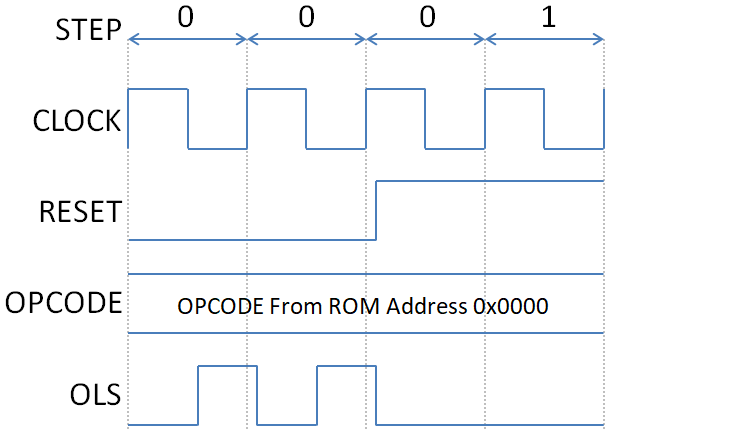 STEP 0 0 0 1
CLOCK
RESET
OPCODE OPCODE From ROM Address 0x0000
OLS